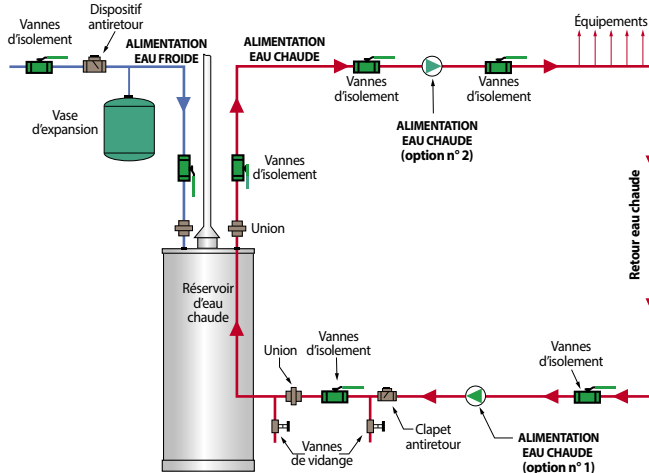 Dispositif
antiretour
Vannes
d'isolement
ALIMENTATION
EAU FROIDE
ALIMENTATION
EAU CHAUDE
Équipements
Vannes
d'isolement
Vannes
d'isolement
Vase
d'expansion
ALIMENTATION
EAU CHAUDE
(option n° 2)
Vannes
d'isolement
Union
Retour eau chaude
Réservoir
d'eau
chaude
Union
Vannes
d'isolement
Vannes
d'isolement
Vannes
de vidange
Clapet
antiretour
ALIMENTATION
EAU CHAUDE
(option n° 1)